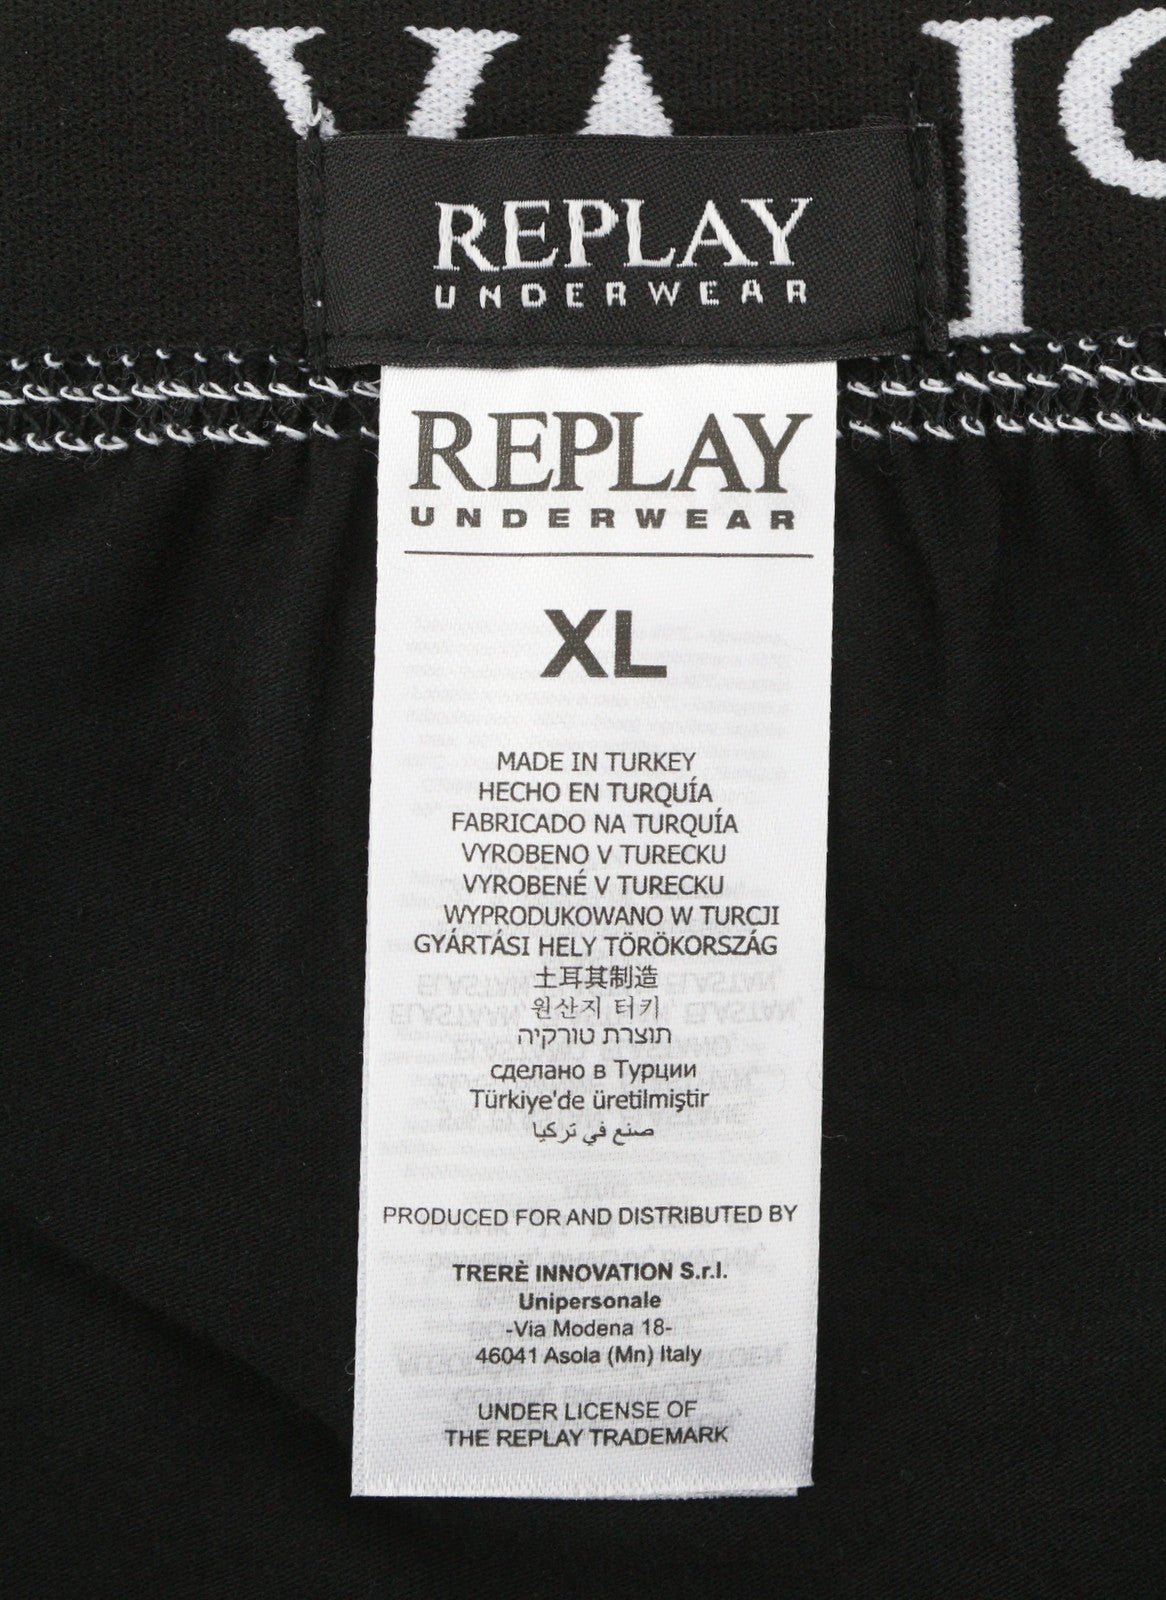 YA
REPLAY
UNDERWEAR
REPLAY
UNDERWEAR
XL
MADE IN TURKEY
HECHO EN TURQUÍA
FABRICADO NA TURQUÍA
VYROBENO V TURECKU
VYROBENÉ V TURECKU
WYPRODUKOWANO W TURCJI
GYÁRTÁSI HELY TÖRÖKORSZÁG
土耳其制造
원산지 터키
תוצרת טורקיה
сделано в Турции
Türkiye'de üretilmiştir
صنع في تركيا
PRODUCED FOR AND DISTRIBUTED BY
TRERÈ INNOVATION S.r.l.
Unipersonale
-Via Modena 18-
46041 Asola (Mn) Italy
UNDER LICENSE OF
THE REPLAY TRADEMARK